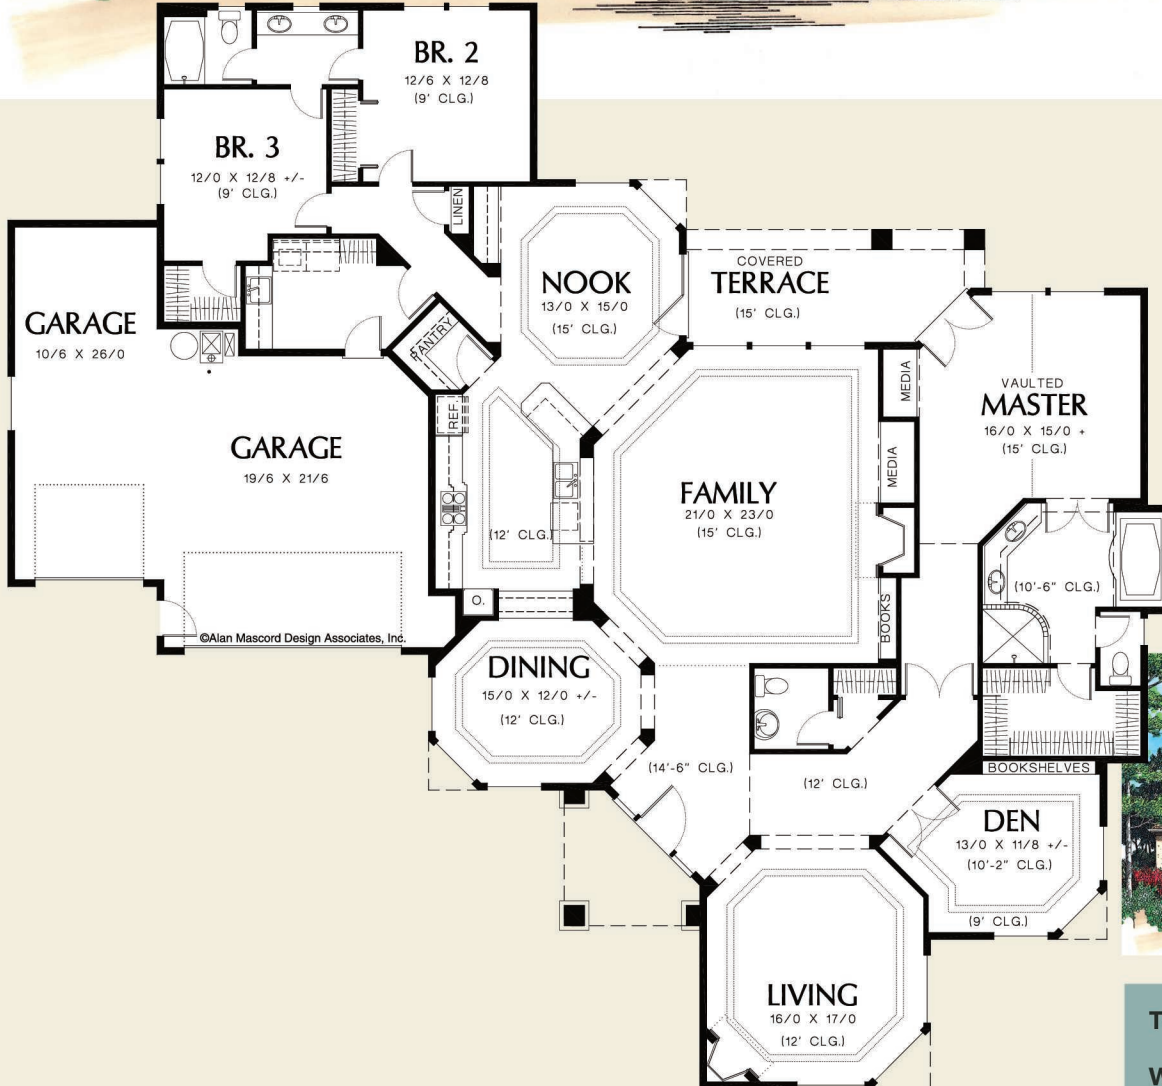 BR. 2
12/6 X 12/8
(9' CLG.)
BR. 3
12/0 X 12/8 +/-
(9' CLG.)
LINEN
NOOK
13/0 X 15/0
(15' CLG.)
COVERED
TERRACE
(15' CLG.)
GARAGE
10/6 X 26/0
PANTRY
MEDIA
VAULTED
MASTER
16/0 X 15/0 +
(15' CLG.)
REF.
GARAGE
19/6 X 21/6
MEDIA
FAMILY
21/0 X 23/0
(15' CLG.)
(12' CLG.)
(10'-6" CLG.)
O.
BOOKS
©Alan Mascord Design Associates, Inc.
DINING
15/0 X 12/0 +/-
(12' CLG.)
(14'-6" CLG.)
(12' CLG.)
BOOKSHELVES
DEN
13/0 X 11/8 +/-
(10'-2" CLG.)
(9' CLG.)
LIVING
16/0 X 17/0
(12' CLG.)